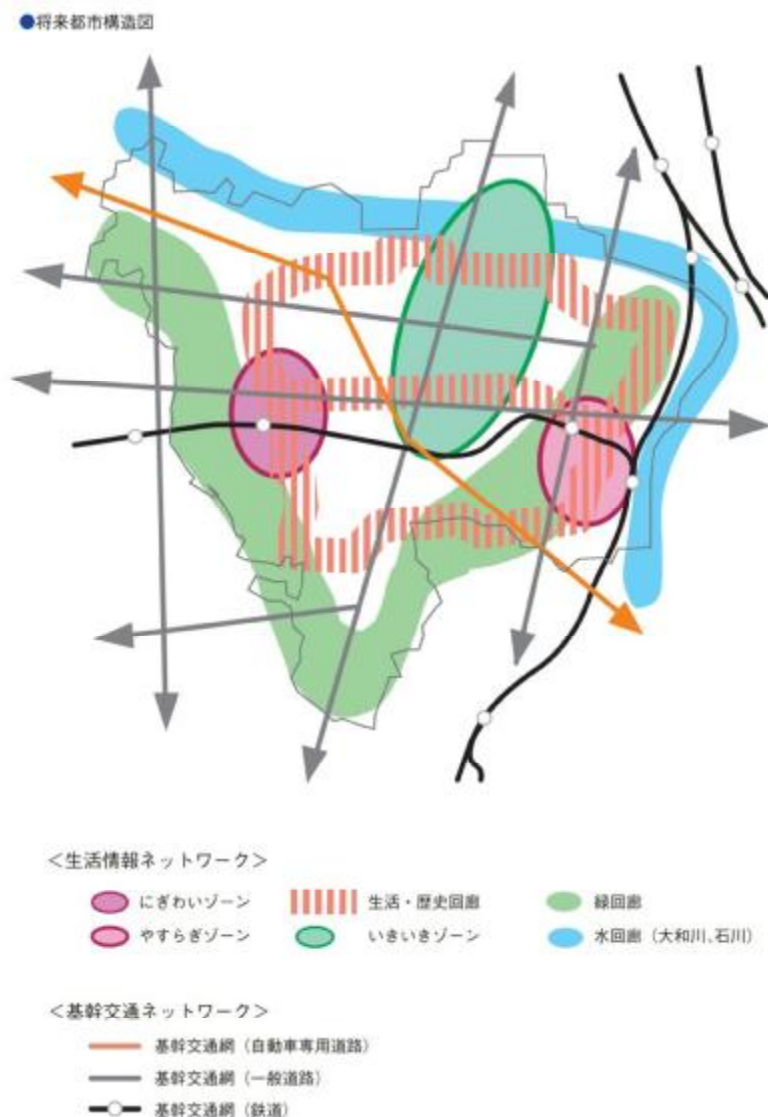 ●将来都市構造図
＜生活情報ネットワーク＞
にぎわいゾーン
生活・歴史回廊
緑回廊
やすらぎゾーン
いきいきゾーン
水回廊（大和川、石川）
＜基幹交通ネットワーク＞
基幹交通網（自動車専用道路）
基幹交通網（一般道路）
基幹交通網（鉄道）